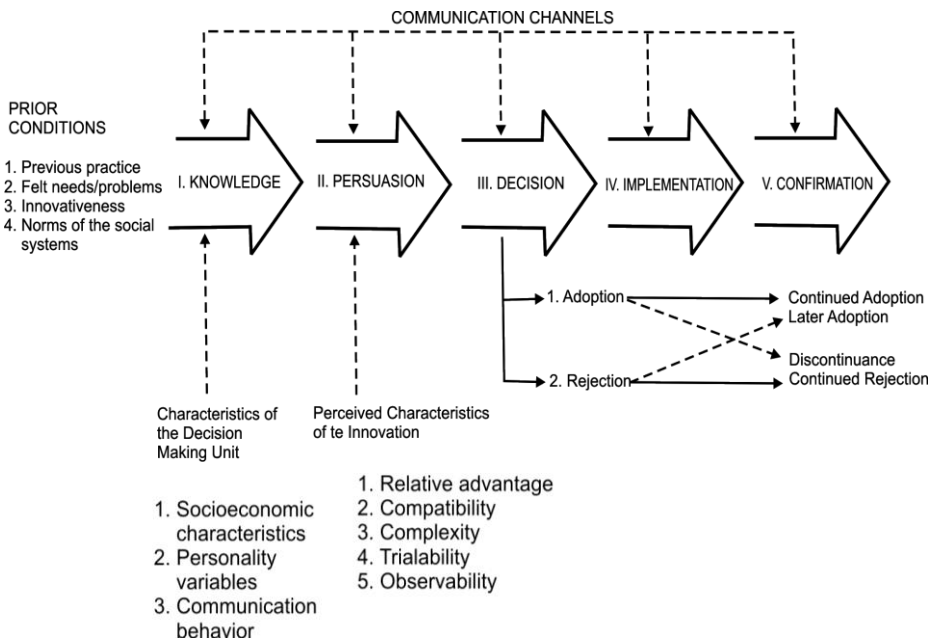 COMMUNICATION CHANNELS
PRIOR
CONDITIONS
1. Previous practice
2. Felt needs/problems
3. Innovativeness
4. Norms of the social
systems
I. KNOWLEDGE
II. PERSUASION
III. DECISION
IV. IMPLEMENTATION
V. CONFIRMATION
1. Adoption
2. Rejection
Continued Adoption
Later Adoption
Discontinuance
Continued Rejection
Characteristics of
the Decision
Making Unit
1. Socioeconomic
characteristics
2. Personality
variables
3. Communication
behavior
Perceived Characteristics
of te Innovation
1. Relative advantage
2. Compatibility
3. Complexity
4. Trialability
5. Observability